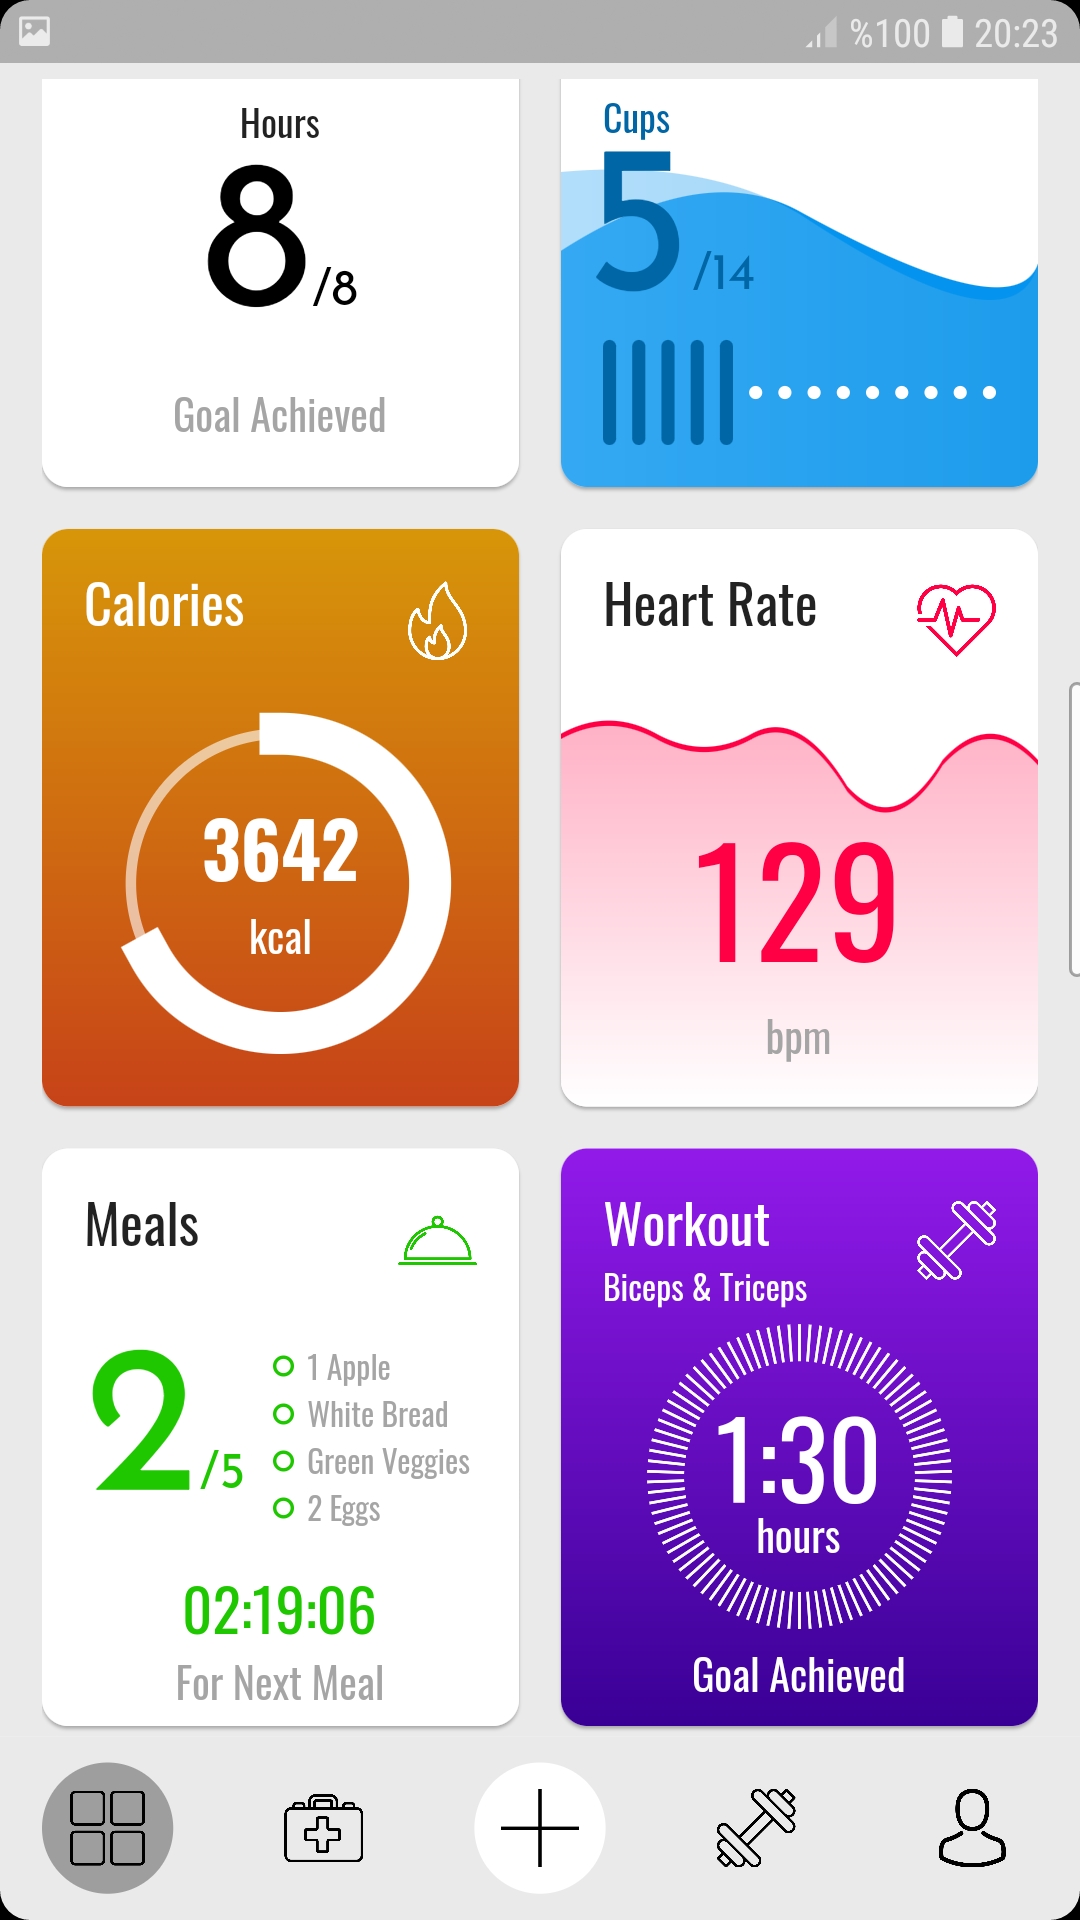 %100 20:23
Hours
8/8
Goal Achieved
Cups
5/14
Calories
3642
kcal
Heart Rate
129
bpm
Meals
2/5
1 Apple
White Bread
Green Veggies
2 Eggs
02:19:06
For Next Meal
Workout
Biceps & Triceps
1:30
hours
Goal Achieved